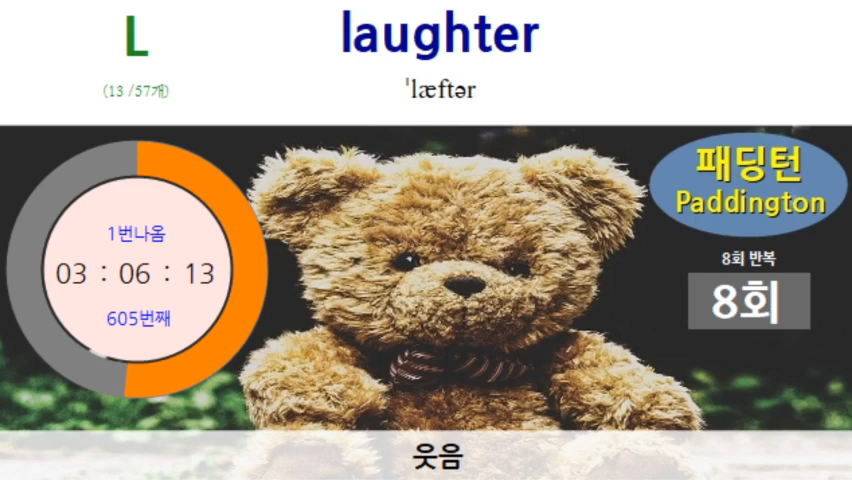 L
laughter
(13 /57개)
ˈlæftər
패딩턴
Paddington
1번나옴
03 : 06 : 13
605번째
8회 반복
8회
웃음